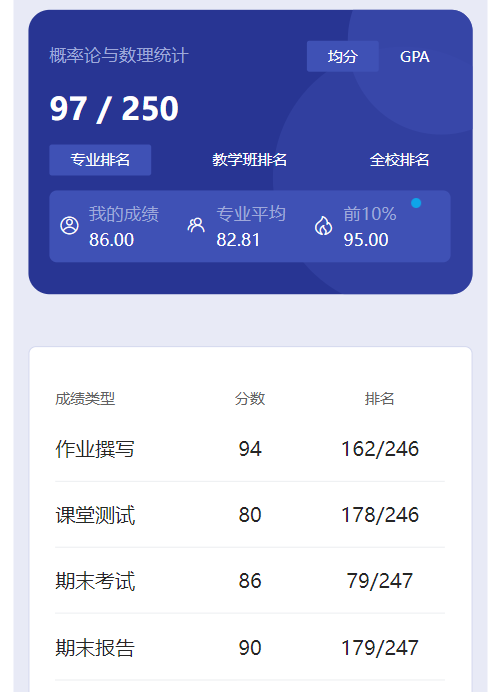 概率论与数理统计 均分 GPA
97 / 250
专业排名 教学班排名 全校排名
我的成绩 专业平均 前10%
86.00 82.81 95.00
成绩类型 分数 排名
作业撰写 94 162/246
课堂测试 80 178/246
期末考试 86 79/247
期末报告 90 179/247